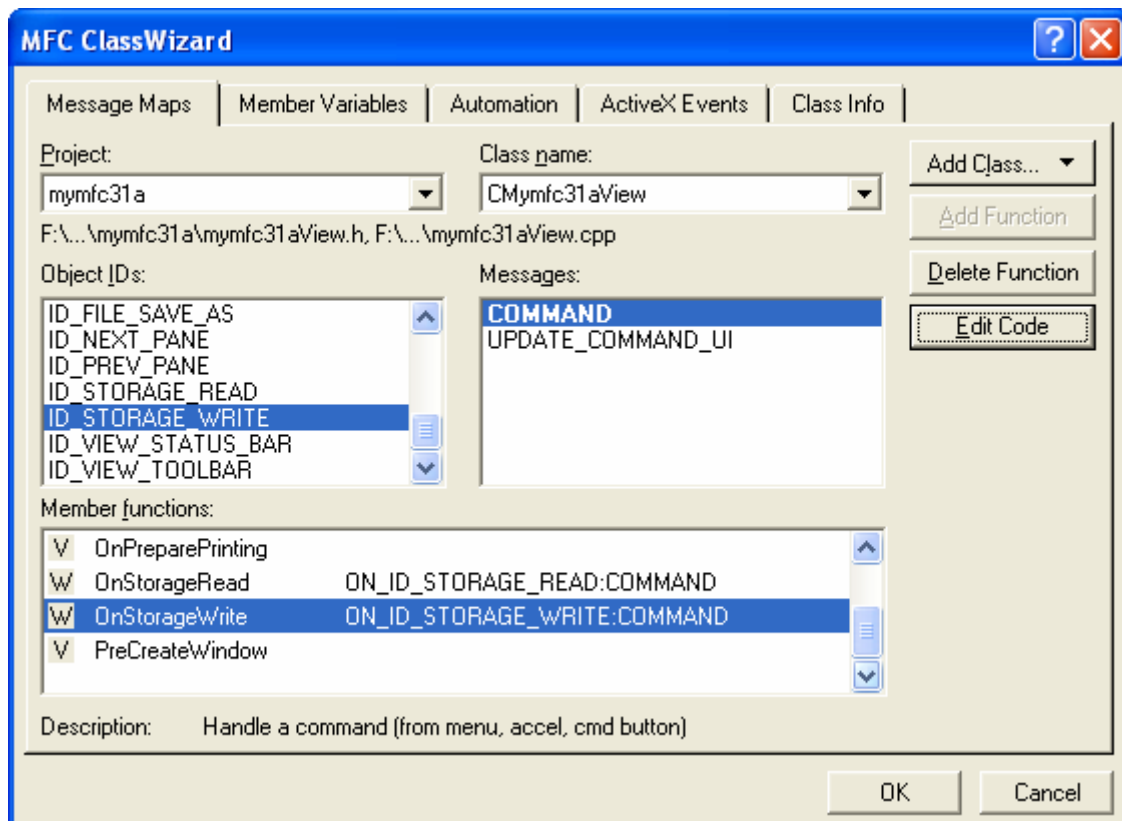 MFC ClassWizard
Message Maps Member Variables Automation ActiveX Events Class Info
Project: Class name:
mymfc31a CMymfc31aView
Add Class...
F:\...\mymfc31a\mymfc31aView.h, F:\...\mymfc31aView.cpp
Add Function
Object IDs: Messages:
Delete Function
ID_FILE_SAVE_AS COMMAND
ID_NEXT_PANE UPDATE_COMMAND_UI
Edit Code
ID_PREV_PANE
ID_STORAGE_READ
ID_STORAGE_WRITE
ID_VIEW_STATUS_BAR
ID_VIEW_TOOLBAR
Member functions:
V OnPreparePrinting
W OnStorageRead ON_ID_STORAGE_READ:COMMAND
W OnStorageWrite ON_ID_STORAGE_WRITE:COMMAND
V PreCreateWindow
Description: Handle a command (from menu, accel, cmd button)
OK Cancel